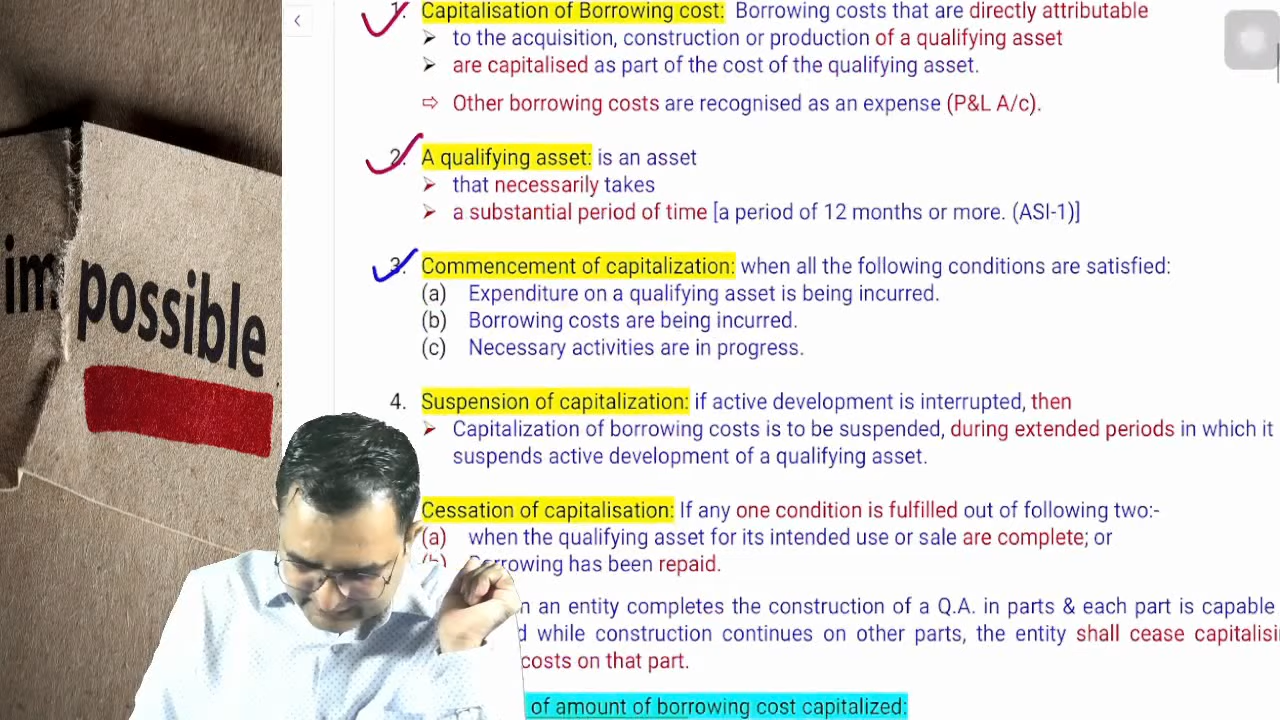 impossible
1. Capitalisation of Borrowing cost: Borrowing costs that are directly attributable
to the acquisition, construction or production of a qualifying asset
are capitalised as part of the cost of the qualifying asset.
⇨ Other borrowing costs are recognised as an expense (P&L A/c).
2. A qualifying asset: is an asset
that necessarily takes
a substantial period of time [a period of 12 months or more. (ASI-1)]
3. Commencement of capitalization: when all the following conditions are satisfied:
(a) Expenditure on a qualifying asset is being incurred.
(b) Borrowing costs are being incurred.
(c) Necessary activities are in progress.
4. Suspension of capitalization: if active development is interrupted, then
Capitalization of borrowing costs is to be suspended, during extended periods in which it
suspends active development of a qualifying asset.
Cessation of capitalisation: If any one condition is fulfilled out of following two:-
(a) when the qualifying asset for its intended use or sale are complete; or
Borrowing has been repaid.
an entity completes the construction of a Q.A. in parts & each part is capable
while construction continues on other parts, the entity shall cease
costs on that part.
of amount of borrowing cost capitalized: